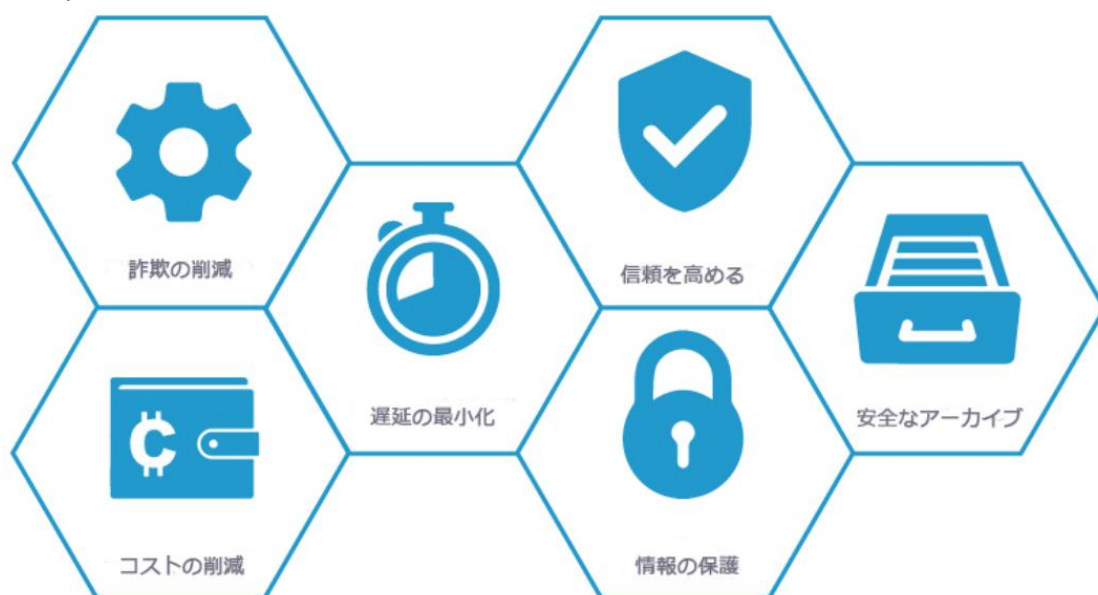 詐欺の削減
信頼を高める
遅延の最小化
安全なアーカイブ
コストの削減
情報の保護